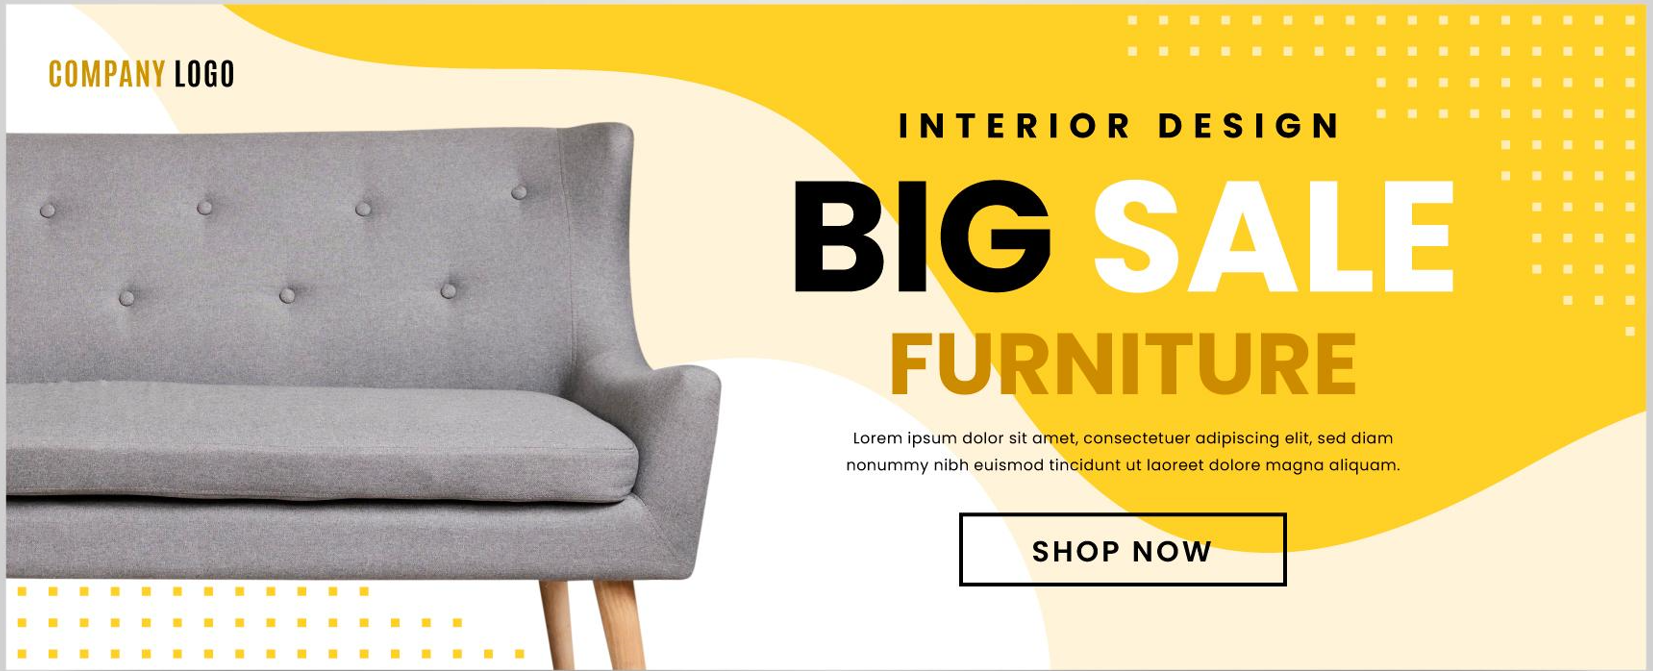 COMPANY LOGO
INTERIOR DESIGN
BIG SALE
FURNITURE
Lorem ipsum dolor sit amet, consectetuer adipiscing elit, sed diam
nonummy nibh euismod tincidunt ut laoreet dolore magna aliquam.
SHOP NOW